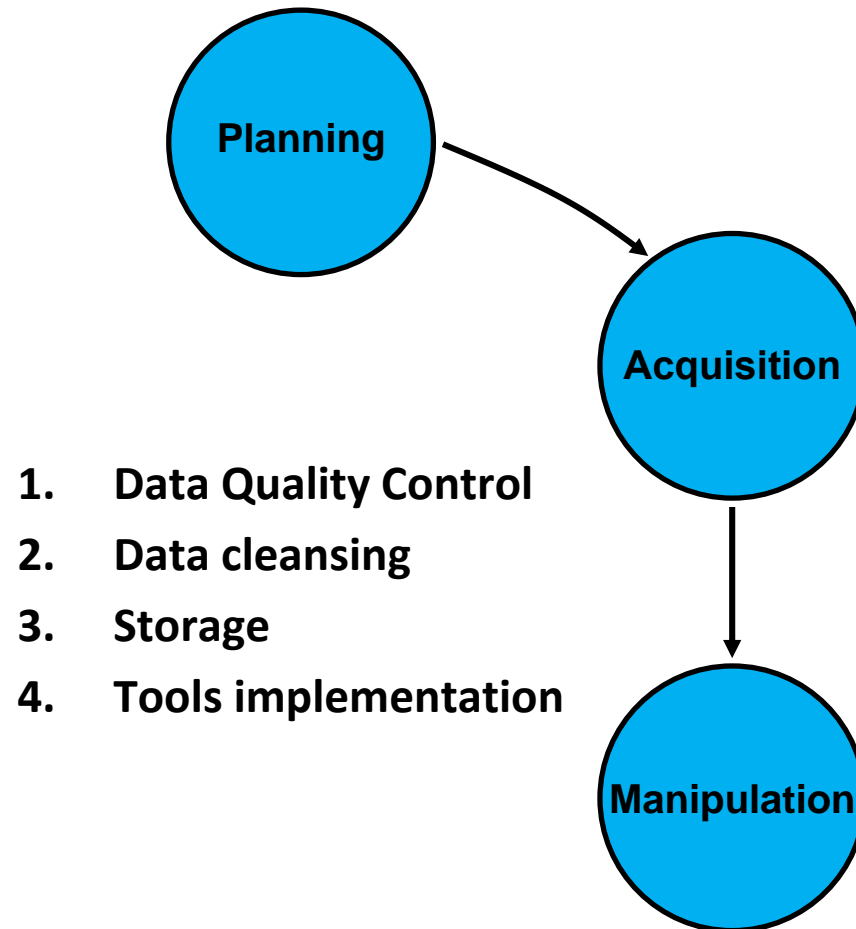 Planning
Acquisition
1. Data Quality Control
2. Data cleansing
3. Storage
4. Tools implementation
Manipulation